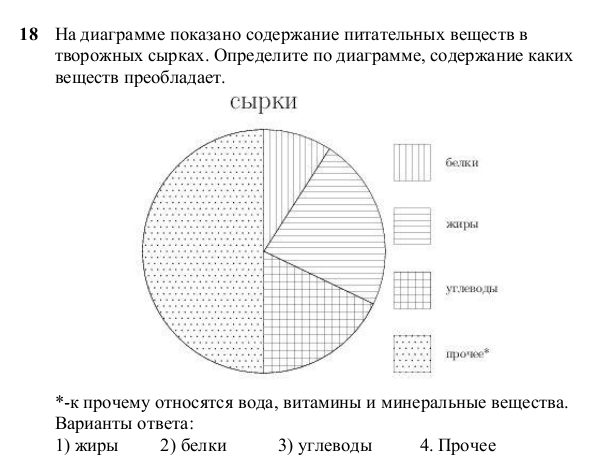 18 На диаграмме показано содержание питательных веществ в
творожных сырках. Определите по диаграмме, содержание каких
веществ преобладает.
сырки
белки
жиры
углеводы
прочее*
*-к прочему относятся вода, витамины и минеральные вещества.
Варианты ответа:
1) жиры 2) белки 3) углеводы 4. Прочее